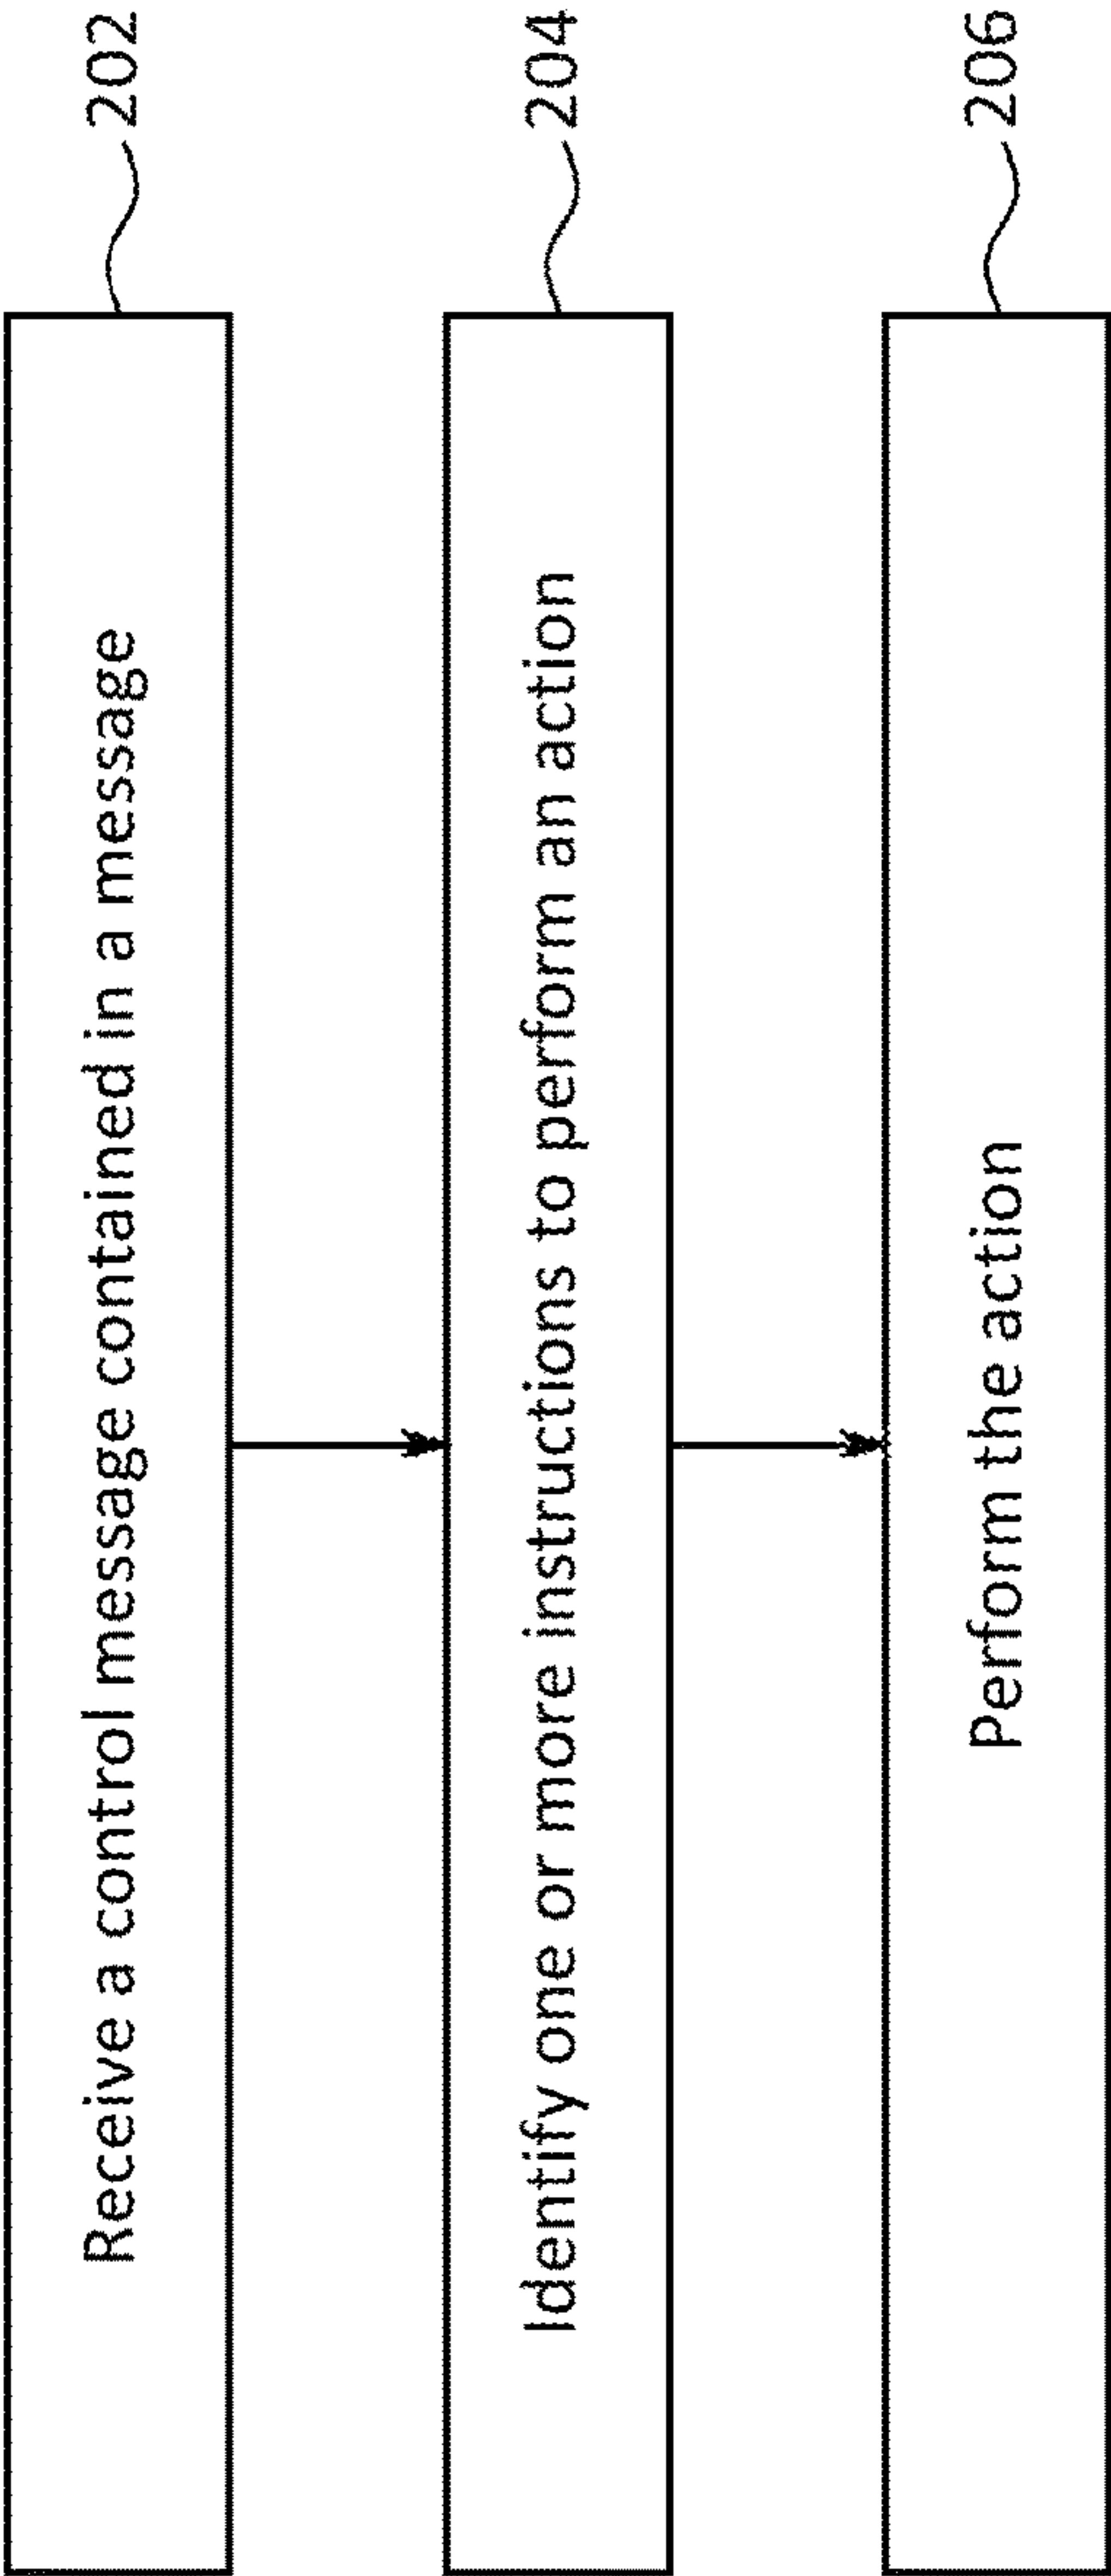 Receive a control message contained in a message
202
Identify one or more instructions to perform an action
204
Perform the action
206